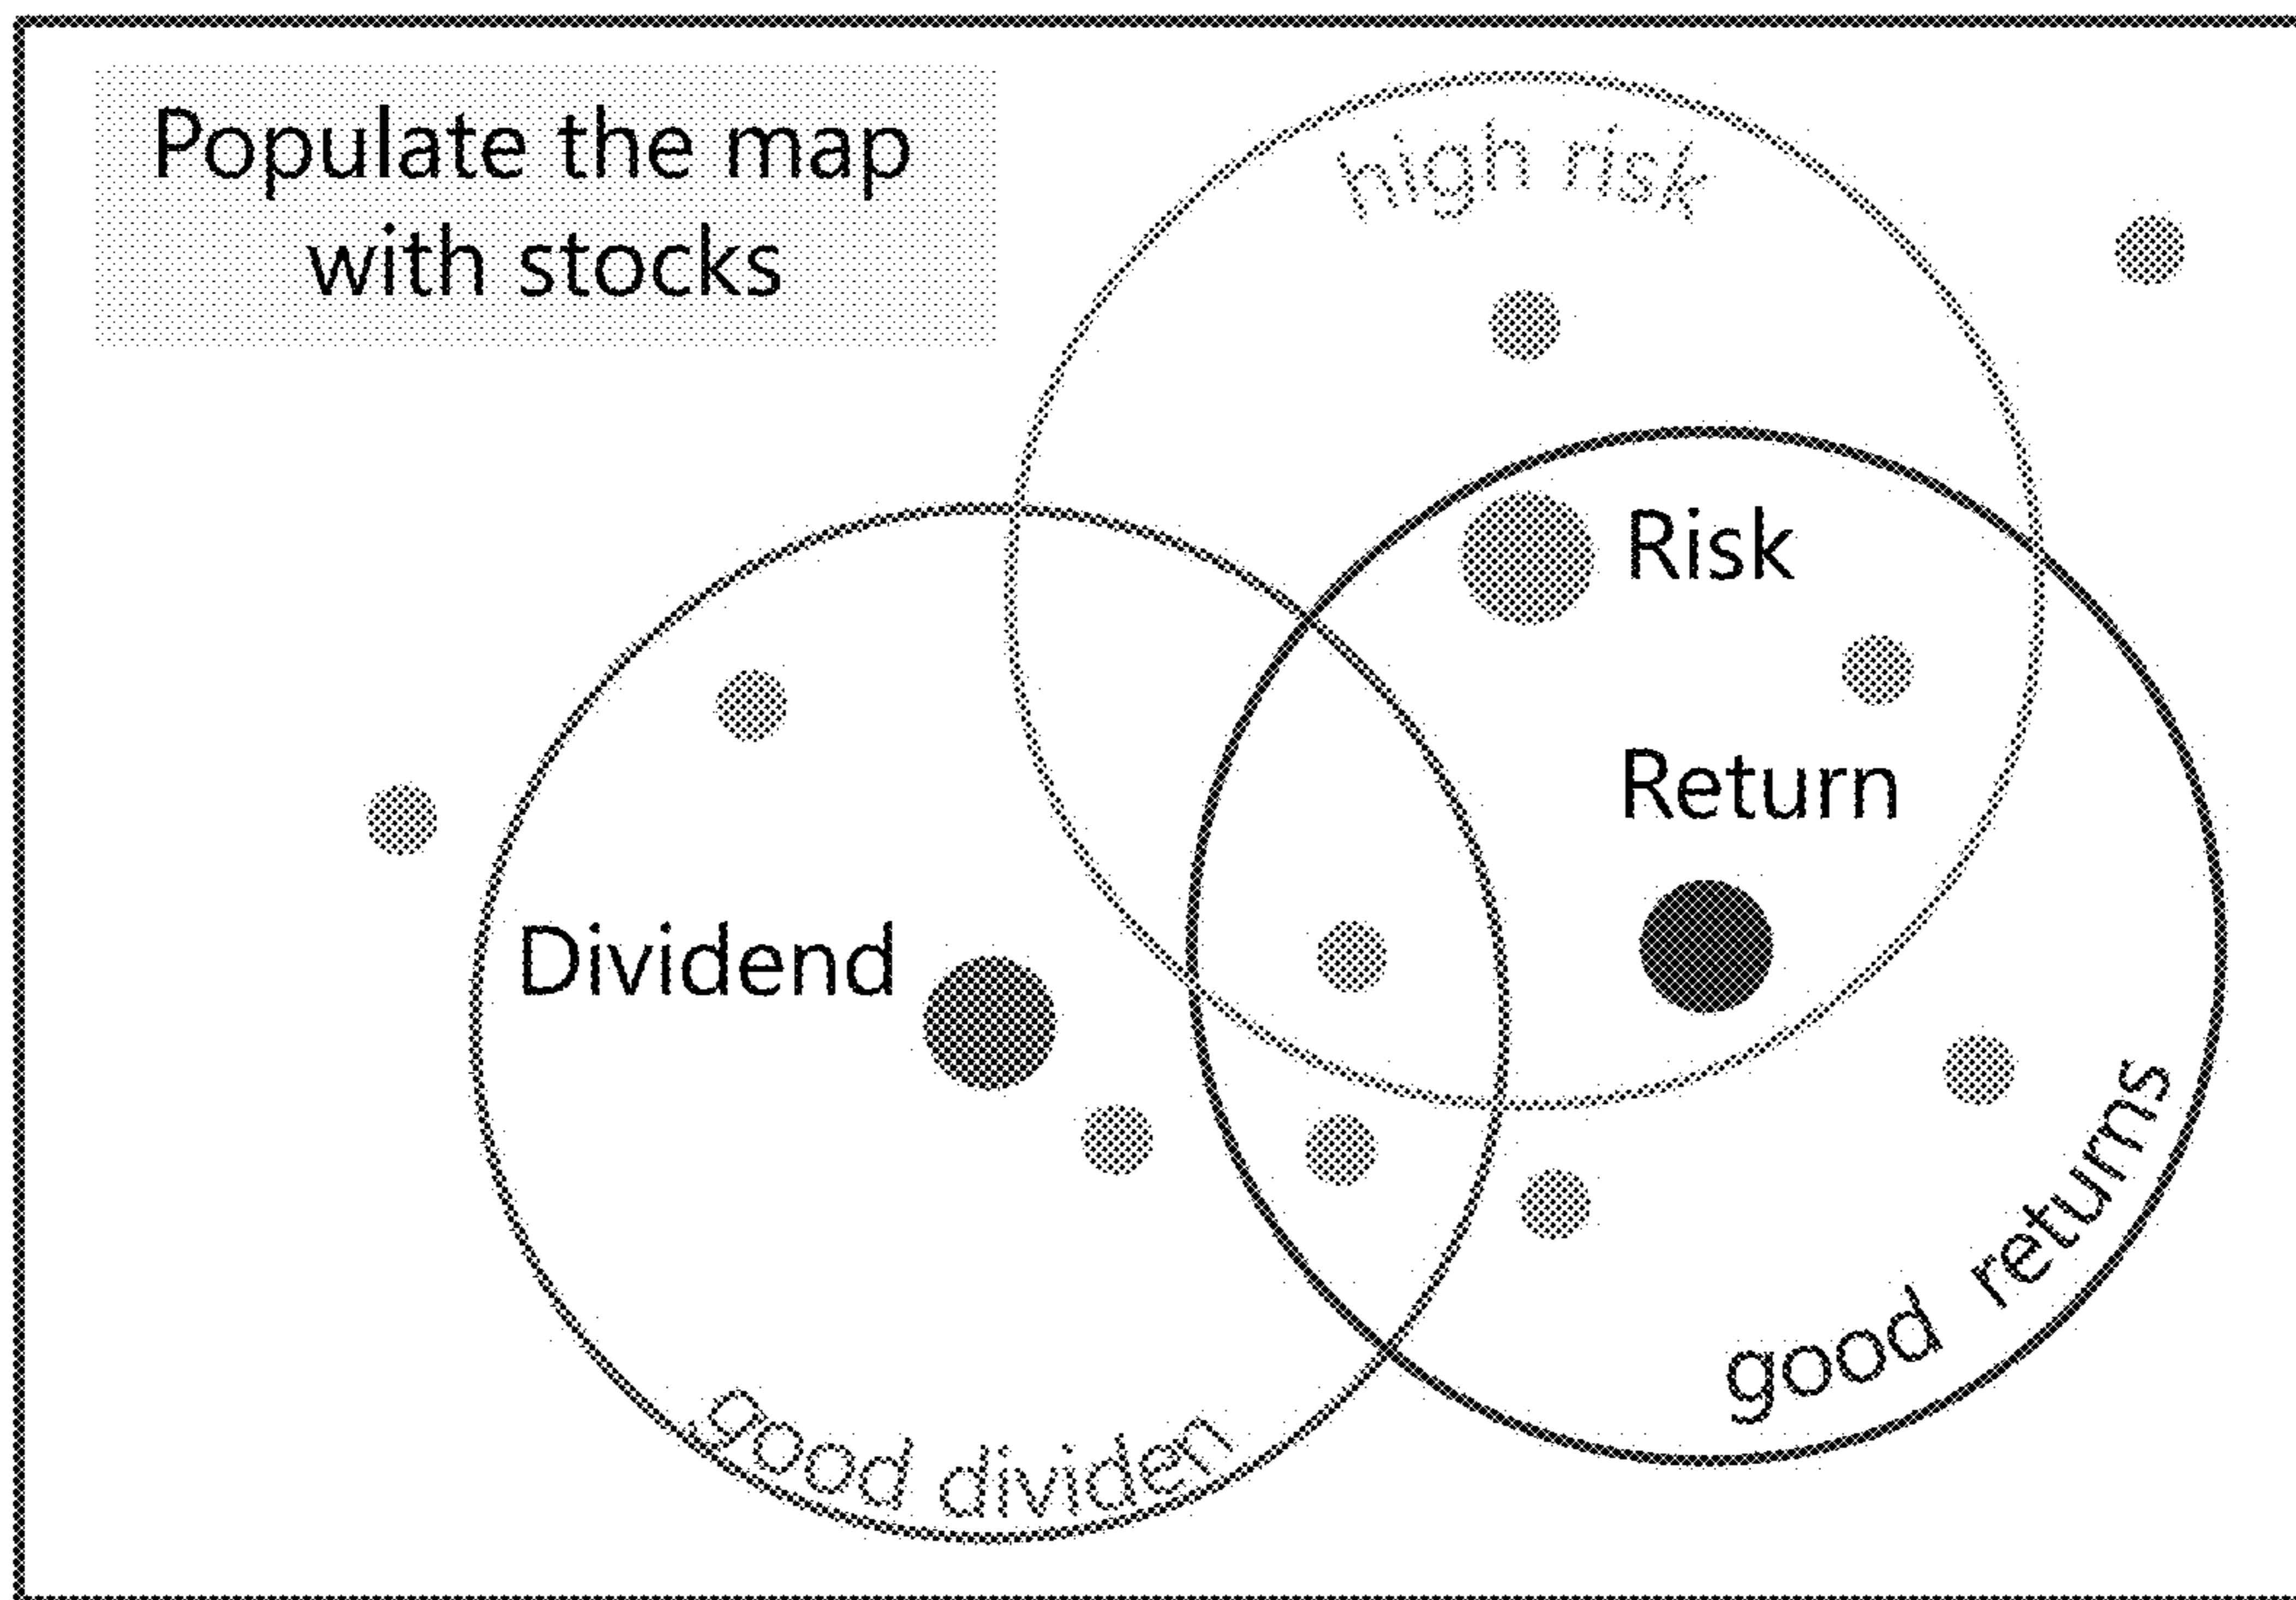 Populate the map
with stocks
high risk
Risk
Return
Dividend
good returns
good dividen